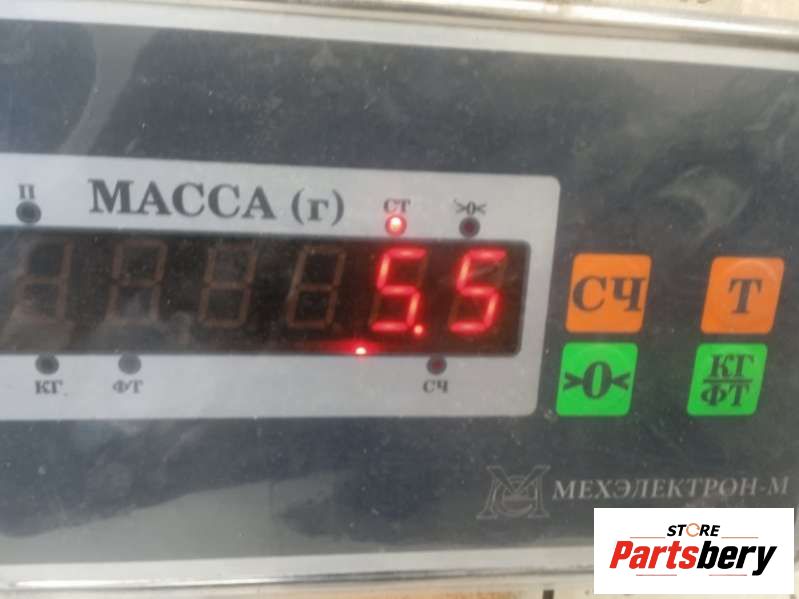 П
МАССА (г)
СТ
>0<
5.5
КГ
ФТ
СЧ
СЧ
Т
>0<
КГ
ФТ
МЕХЭЛЕКТРОН-М
STORE
Partsbery